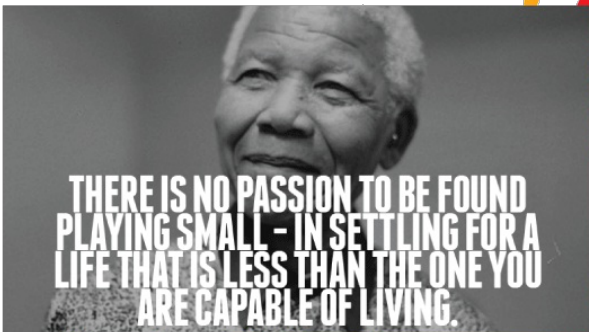 THERE IS NO PASSION TO BE FOUND
PLAYING SMALL - IN SETTLING FOR A
LIFE THAT IS LESS THAN THE ONE YOU
ARE CAPABLE OF LIVING.